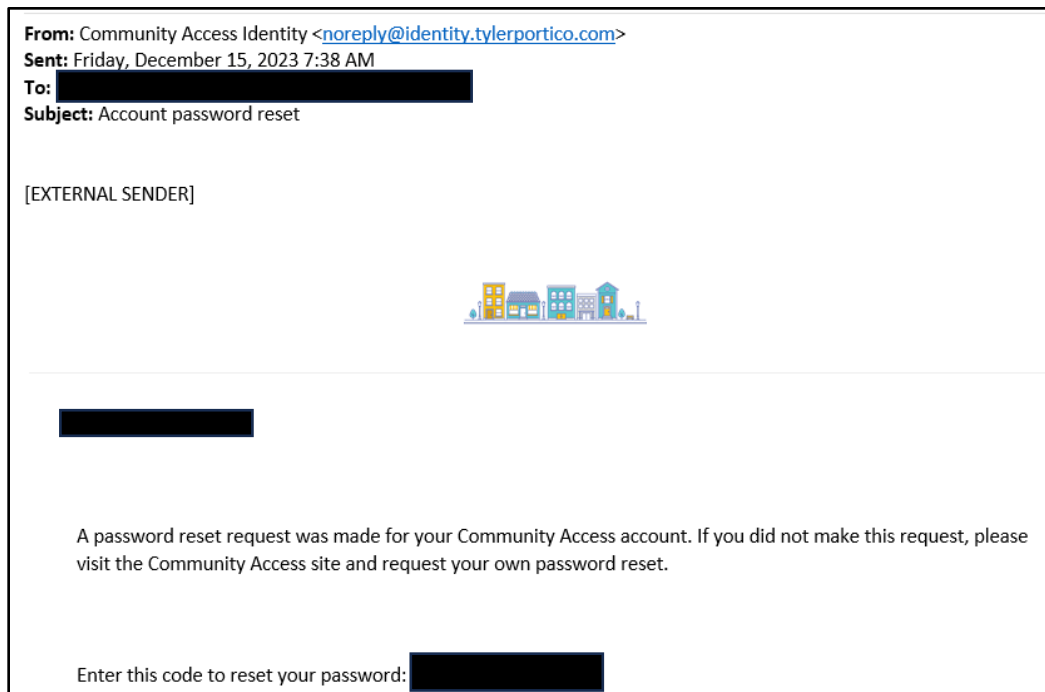 From: Community Access Identity <noreply@identity.tylerportico.com>
Sent: Friday, December 15, 2023 7:38 AM
To:
Subject: Account password reset
[EXTERNAL SENDER]
A password reset request was made for your Community Access account. If you did not make this request, please
visit the Community Access site and request your own password reset.
Enter this code to reset your password: